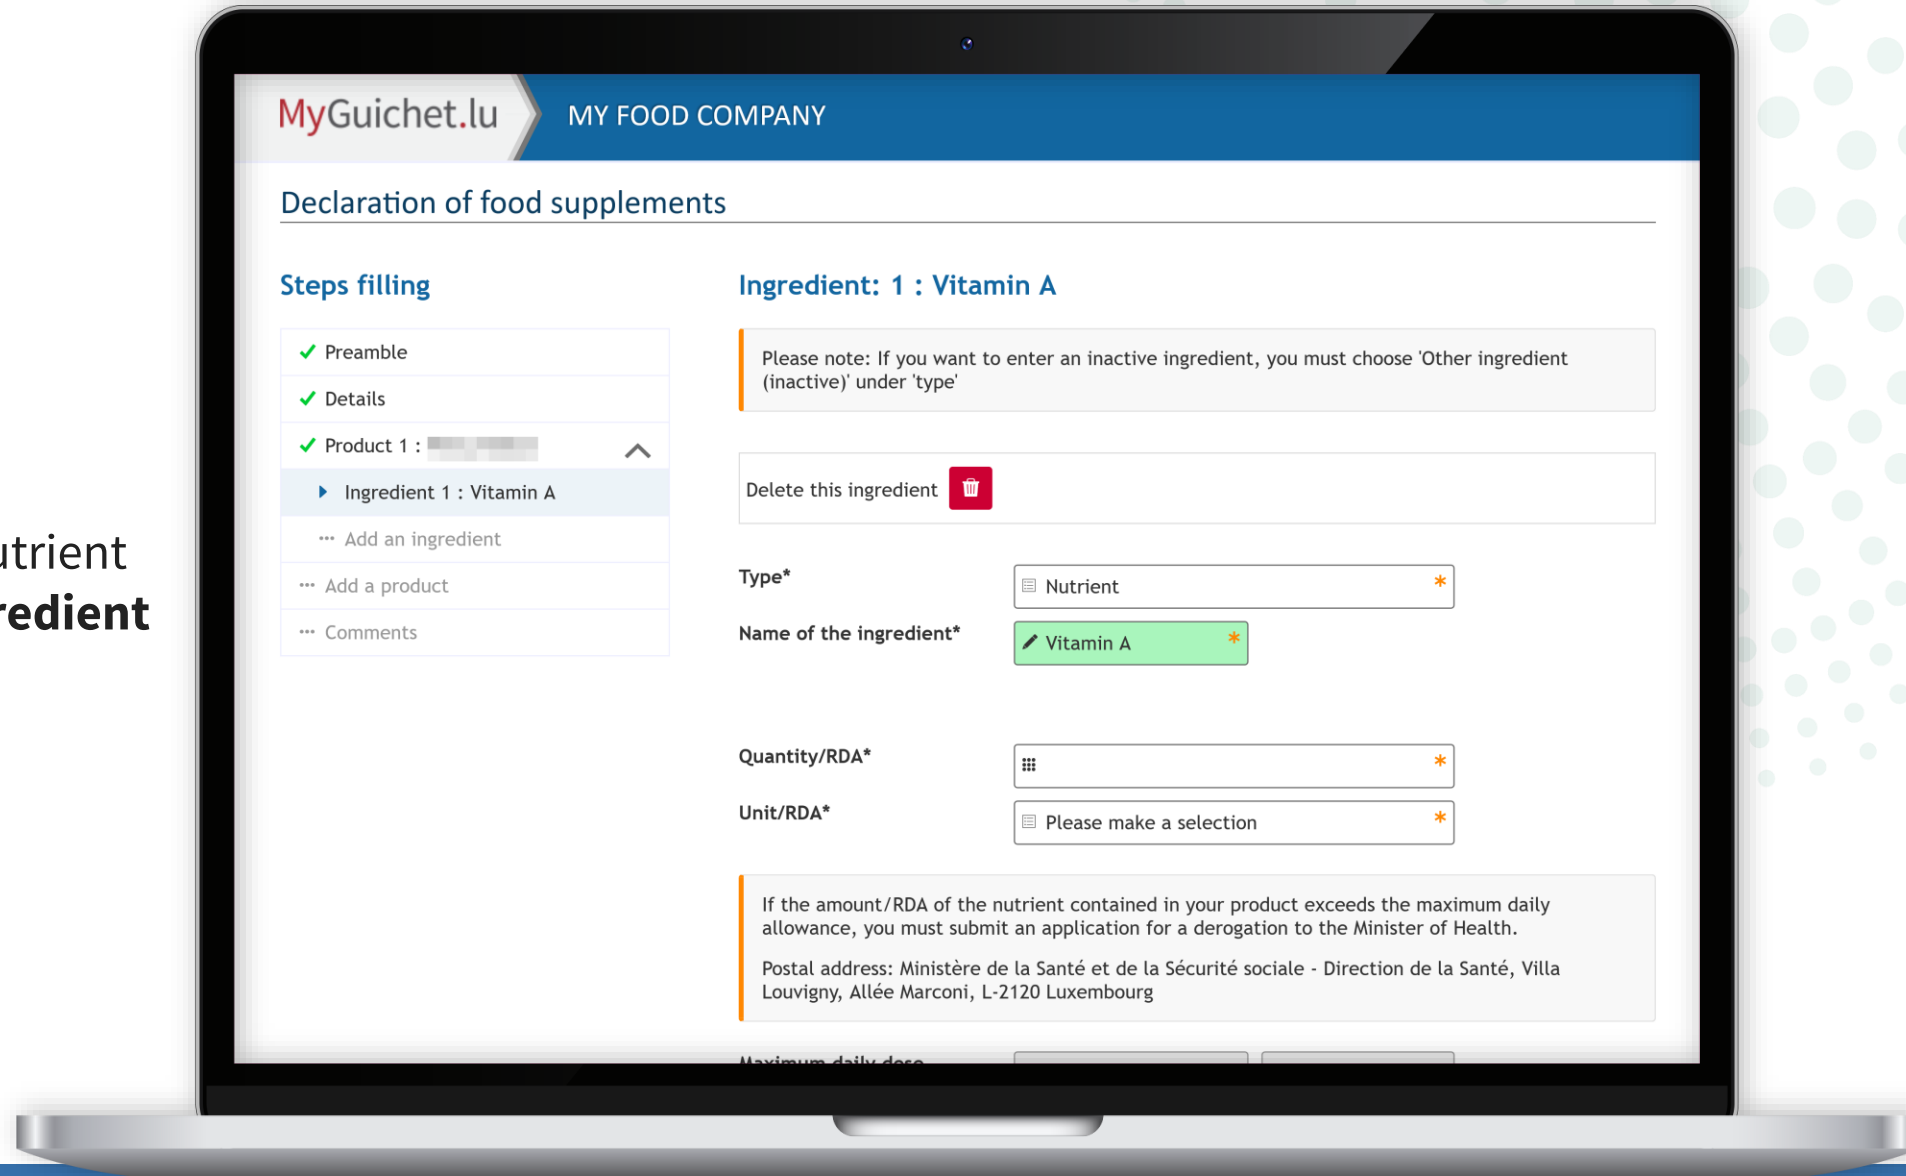 MyGuichet.lu
MY FOOD COMPANY
Declaration of food supplements
Steps filling
Preamble
Details
Product 1 :
Ingredient 1 : Vitamin A
Add an ingredient
Add a product
Comments
Ingredient: 1 : Vitamin A
Please note: If you want to enter an inactive ingredient, you must choose 'Other ingredient
(inactive)' under 'type'
Delete this ingredient
Type*
Nutrient *
Name of the ingredient*
Vitamin A *
Quantity/RDA*
*
Unit/RDA*
Please make a selection *
If the amount/RDA of the nutrient contained in your product exceeds the maximum daily
allowance, you must submit an application for a derogation to the Minister of Health.
Postal address: Ministère de la Santé et de la Sécurité sociale - Direction de la Santé, Villa
Louvigny, Allée Marconi, L-2120 Luxembourg
Maximum daily dose
utrient
redient